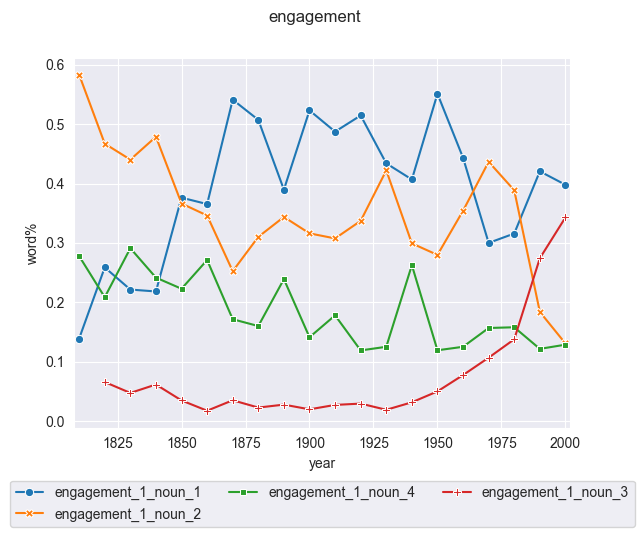 engagement
0.6
0.5
0.4
0.3
0.2
0.1
0.0
word%
1825 1850 1875 1900 1925 1950 1975 2000
year
engagement_1_noun_1 engagement_1_noun_4 engagement_1_noun_3
engagement_1_noun_2